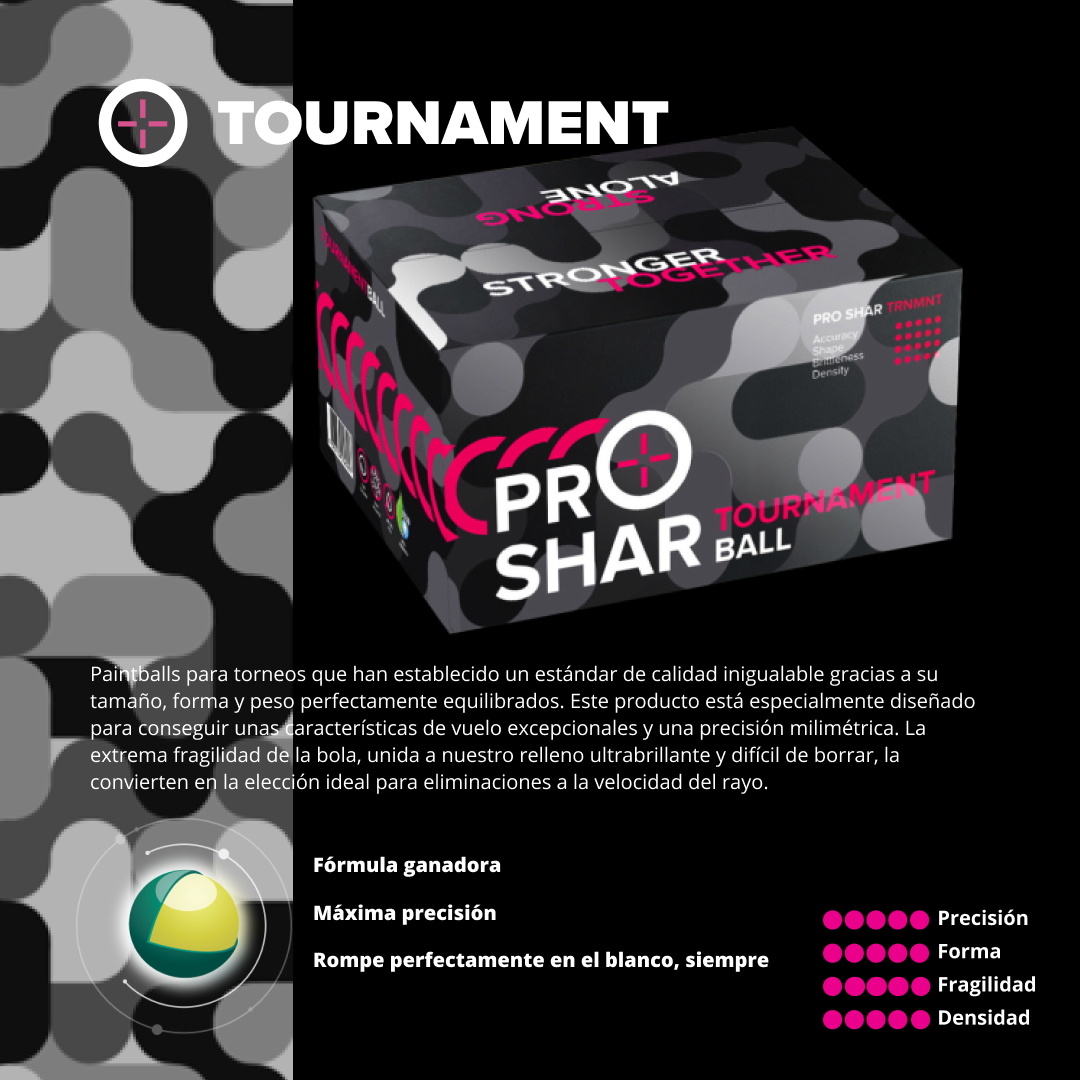 TOURNAMENT
STRONG
ALONE
STRONGER
TOGETHER
TOURNAMENTBALL
PRO SHAR TRNMNT
Accuracy
Shape
Brittleness
Density
PRO
SHAR
TOURNAMENT
BALL
Paintballs para torneos que han establecido un estándar de calidad inigualable gracias a su
tamaño, forma y peso perfectamente equilibrados. Este producto está especialmente diseñado
para conseguir unas características de vuelo excepcionales y una precisión milimétrica. La
extrema fragilidad de la bola, unida a nuestro relleno ultrabrillante y difícil de borrar, la
convierten en la elección ideal para eliminaciones a la velocidad del rayo.
Fórmula ganadora
Máxima precisión
Rompe perfectamente en el blanco, siempre
Precisión
Forma
Fragilidad
Densidad